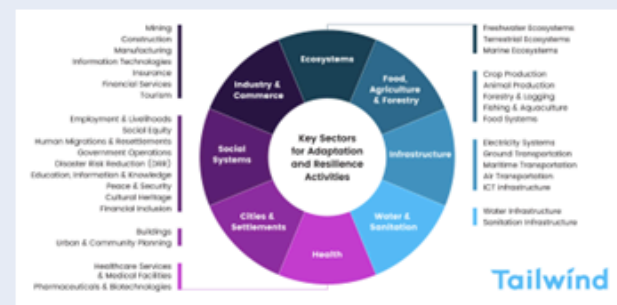 Mining
Construction
Manufacturing
Information Technologies
Insurance
Financial Services
Tourism
Employment & Livelihoods
Social Equity
Human Migrations & Resettlements
Government Operations
Disaster Risk Reduction (DRR)
Education, Information & Knowledge
Peace & Security
Cultural Heritage
Financial Inclusion
Buildings
Urban & Community Planning
Healthcare Services
& Medical Facilities
Pharmaceuticals & Biotechnologies
Ecosystems
Food,
Agriculture
& Forestry
Infrastructure
Water &
Sanitation
Health
Cities &
Settlements
Social
Systems
Industry &
Commerce
Key Sectors
for Adaptation
and Resilience
Activities
Freshwater Ecosystems
Terrestrial Ecosystems
Marine Ecosystems
Crop Production
Animal Production
Forestry & Logging
Fishing & Aquaculture
Food Systems
Electricity Systems
Ground Transportation
Maritime Transportation
Air Transportation
ICT Infrastructure
Water Infrastructure
Sanitation Infrastructure
Tailwind